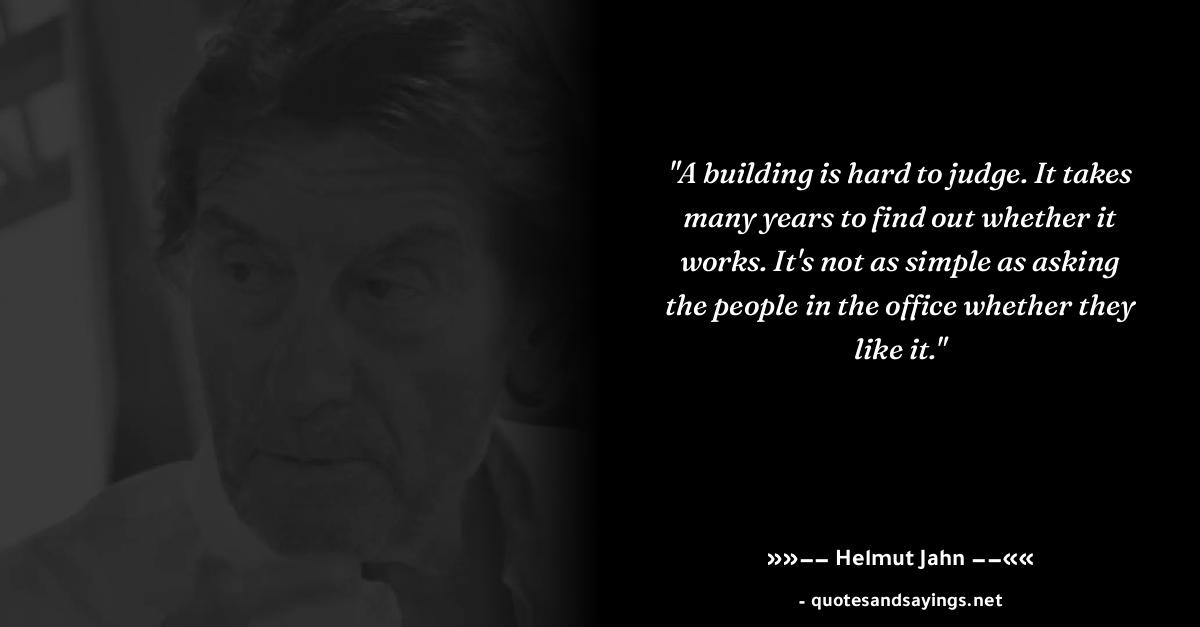 "A building is hard to judge. It takes
many years to find out whether it
works. It's not as simple as asking
the people in the office whether they
like it."
»»−− Helmut Jahn −−««
- quotesandsayings.net